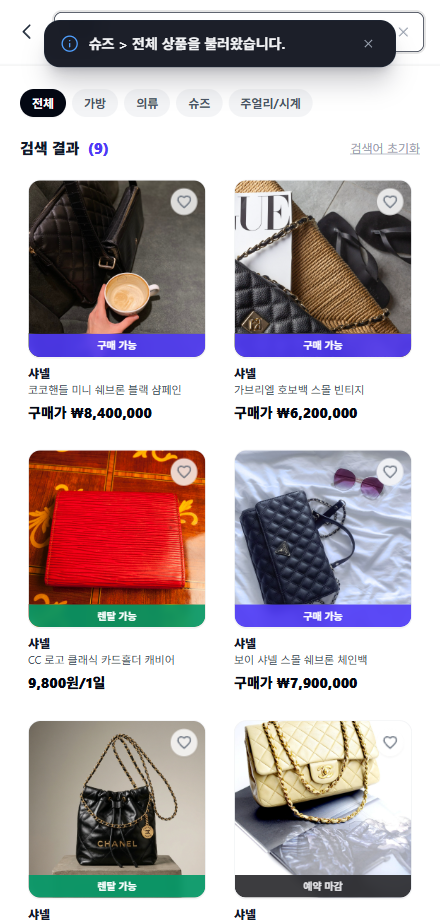 슈즈 > 전체 상품을 불러왔습니다.
전체
가방
의류
슈즈
주얼리/시계
검색 결과 (9)
검색어 초기화
구매 가능
샤넬
코코핸들 미니 쉐브론 블랙 샴페인
구매가 ₩8,400,000
GUE
구매 가능
샤넬
가브리엘 호보백 스몰 빈티지
구매가 ₩6,200,000
렌탈 가능
샤넬
CC 로고 클래식 카드홀더 캐비어
9,800원/1일
구매 가능
샤넬
보이 샤넬 스몰 쉐브론 체인백
구매가 ₩7,900,000
CHANEL
렌탈 가능
샤넬
예약 마감
샤넬